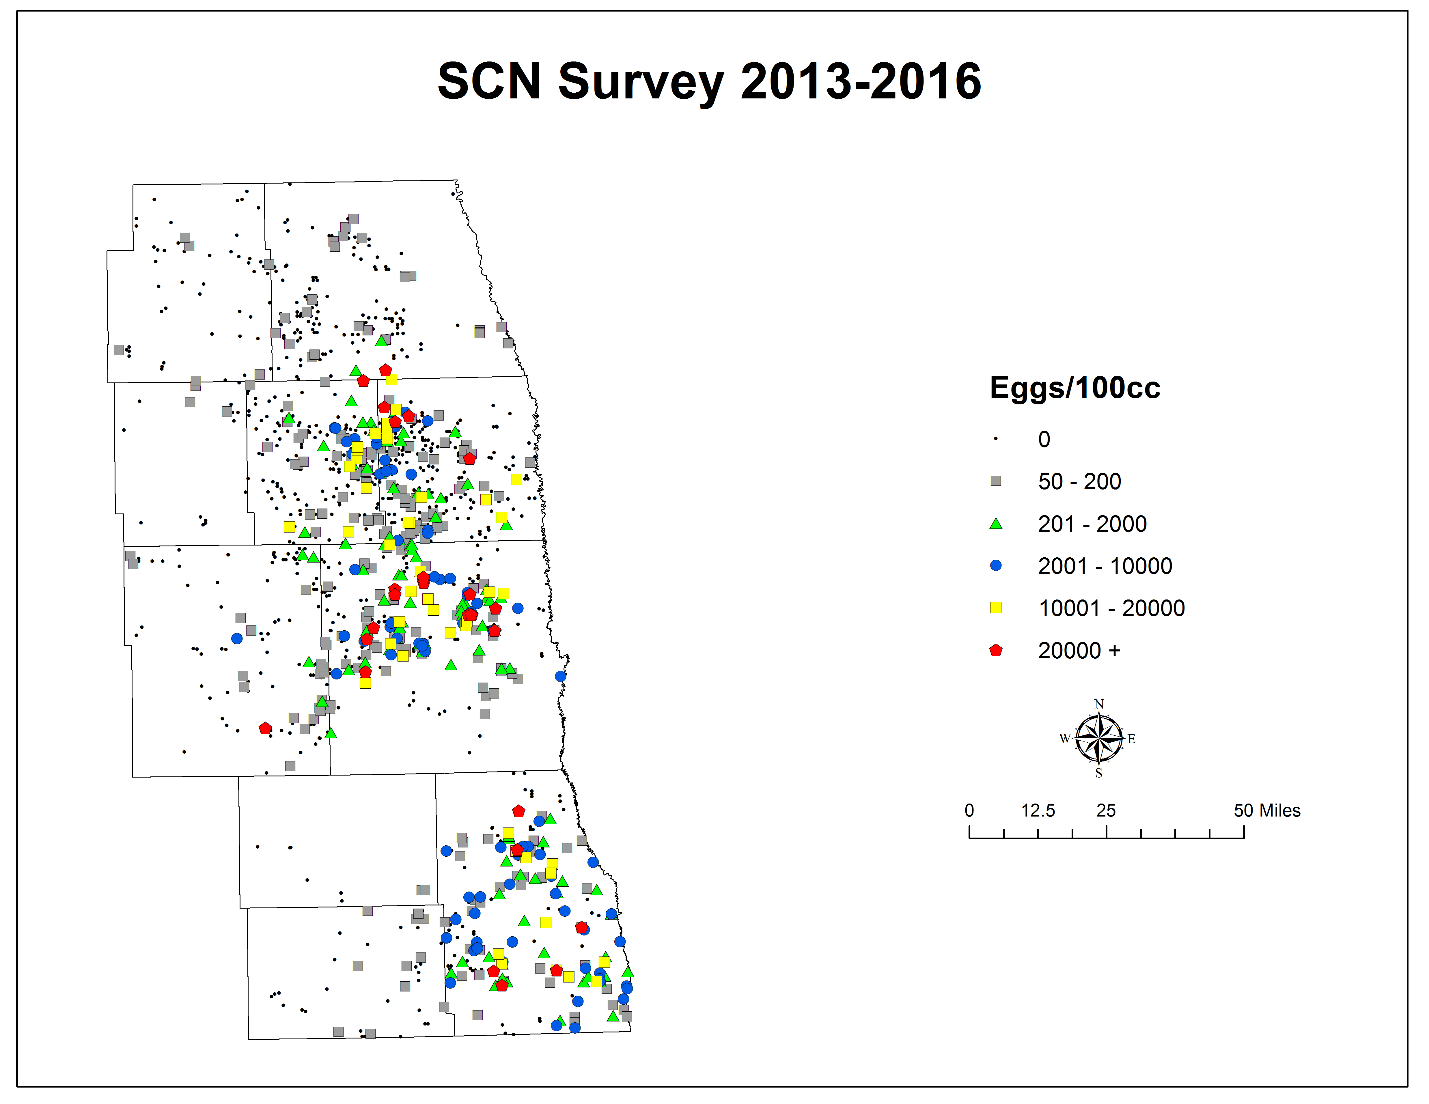 SCN Survey 2013-2016
Eggs/100cc
0
50 - 200
201 - 2000
2001 - 10000
10001 - 20000
20000 +
N
W E
S
0 12.5 25 50 Miles